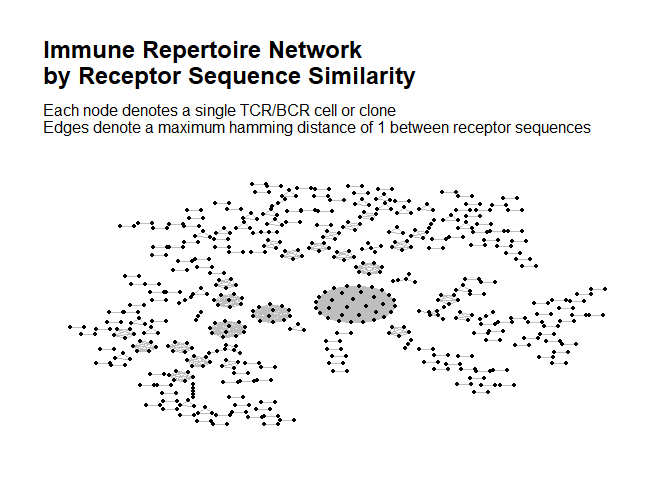 Immune Repertoire Network
by Receptor Sequence Similarity
Each node denotes a single TCR/BCR cell or clone
Edges denote a maximum hamming distance of 1 between receptor sequences